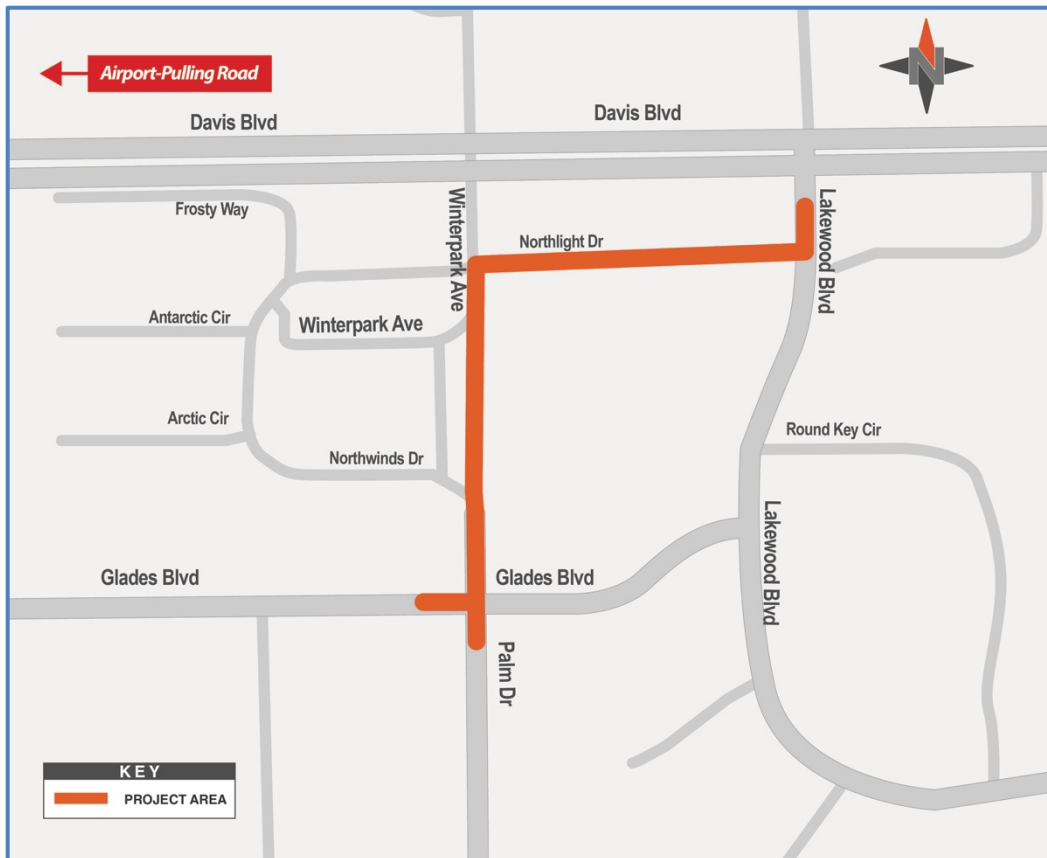 Airport-Pulling Road
N
Davis Blvd
Davis Blvd
Frosty Way
Winterpark Ave
Northlight Dr
Lakewood Blvd
Antarctic Cir
Winterpark Ave
Arctic Cir
Northwinds Dr
Round Key Cir
Lakewood Blvd
Glades Blvd
Glades Blvd
Palm Dr
KEY
PROJECT AREA